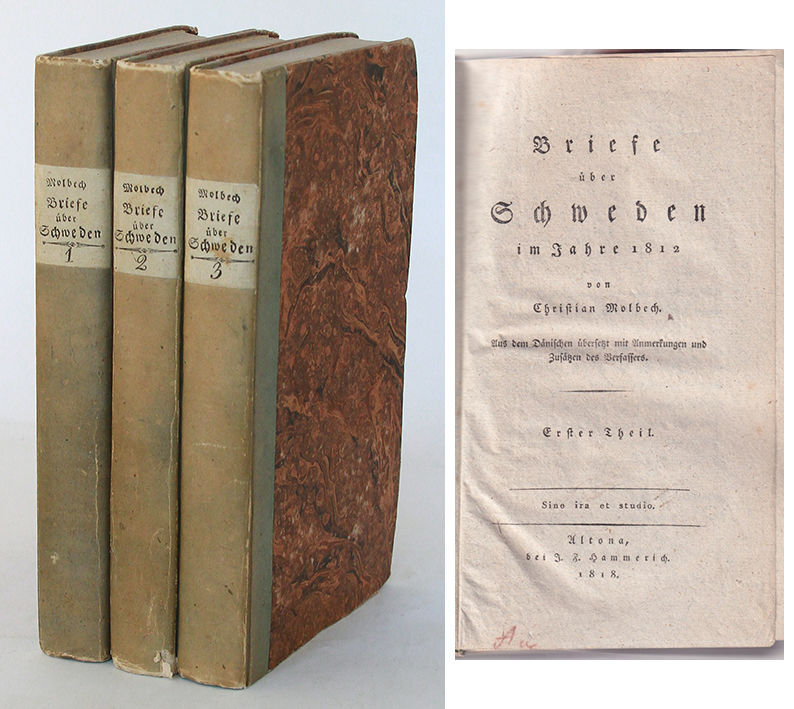 Molbech
Briefe
über
Schweden
1
Molbech
Briefe
über
Schweden
2
Molbech
Briefe
über
Schweden
3
Briefe
über
Schweden
im Jahre 1812
von
Christian Molbech.
Aus dem Dänischen übersetzt mit Anmerkungen und
Zusätzen des Verfassers.
Erster Theil.
Sine ira et studio.
Altona,
bei J. F. Hammerich.
1818.